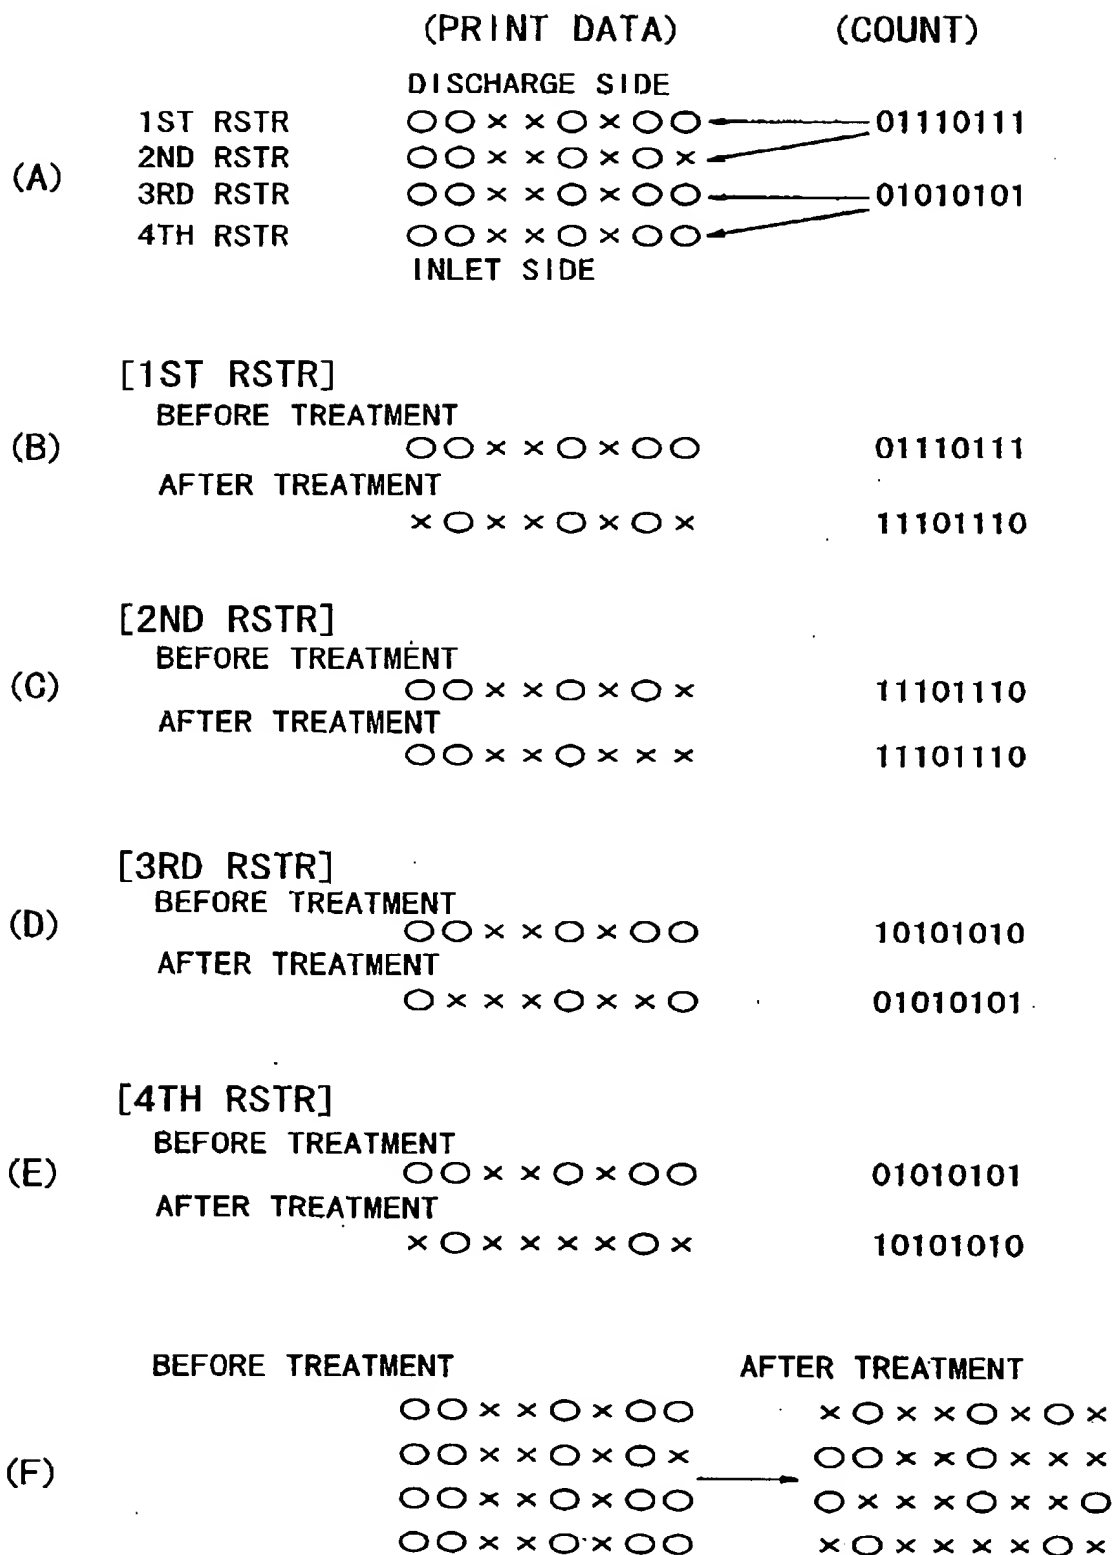 (PRINT DATA) (COUNT)
DISCHARGE SIDE
1ST RSTR ○○××○×○○ 01110111
(A) 2ND RSTR ○○××○×○×
3RD RSTR ○○××○×○○ 01010101
4TH RSTR ○○××○×○○
INLET SIDE
[1ST RSTR]
BEFORE TREATMENT
(B) ○○××○×○○ 01110111
AFTER TREATMENT
×○××○×○× 11101110
[2ND RSTR]
BEFORE TREATMENT
(C) ○○××○×○× 11101110
AFTER TREATMENT
○○××○××× 11101110
[3RD RSTR]
BEFORE TREATMENT
(D) ○○××○×○○ 10101010
AFTER TREATMENT
○×××○××○ 01010101
[4TH RSTR]
BEFORE TREATMENT
(E) ○○××○×○○ 01010101
AFTER TREATMENT
×○××××○× 10101010
BEFORE TREATMENT AFTER TREATMENT
○○××○×○○ ×○××○×○×
(F) ○○××○×○× ○○××○×××
○○××○×○○ ○×××○××○
○○××○×○○ ×○××××○×